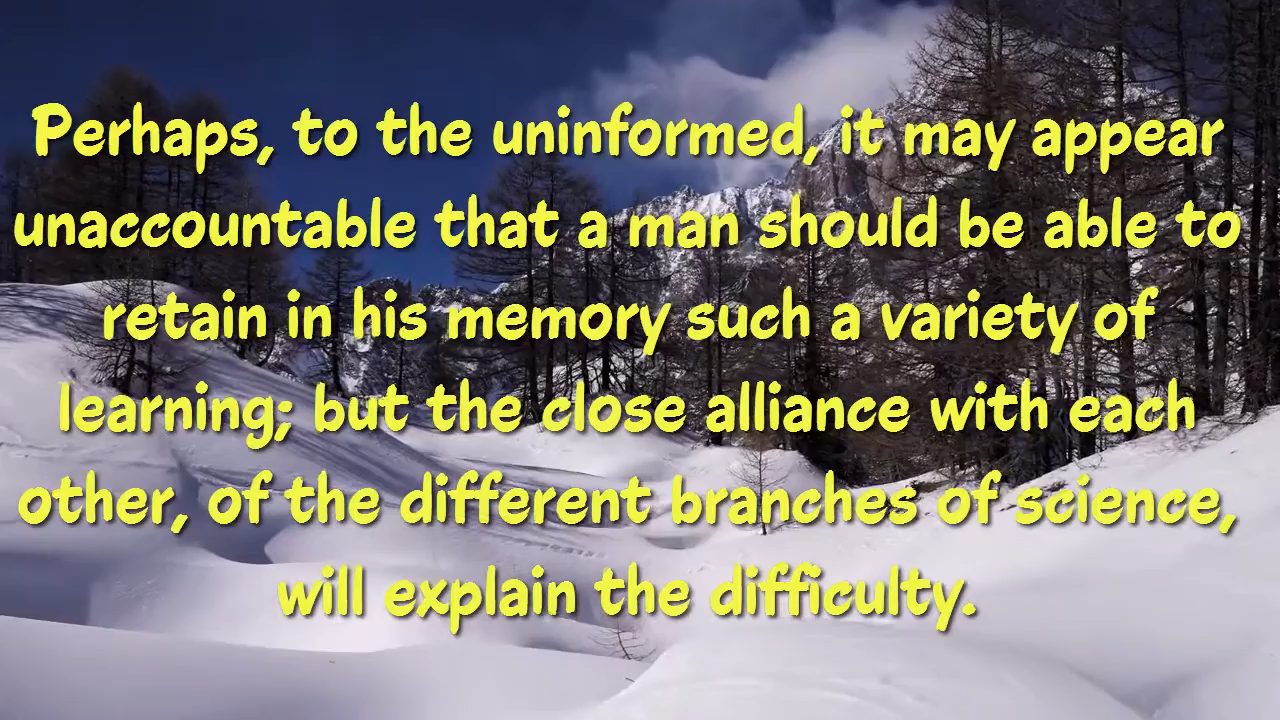 Perhaps, to the uninformed, it may appear
unaccountable that a man should be able to
retain in his memory such a variety of
learning; but the close alliance with each
other, of the different branches of science,
will explain the difficulty.